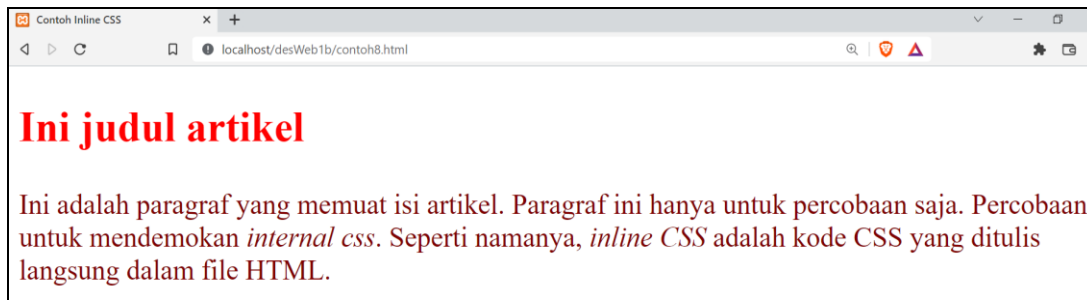 Contoh Inline CSS
localhost/desWeb1b/contoh8.html
Ini judul artikel
Ini adalah paragraf yang memuat isi artikel. Paragraf ini hanya untuk percobaan saja. Percobaan
untuk mendemokan internal css. Seperti namanya, inline CSS adalah kode CSS yang ditulis
langsung dalam file HTML.